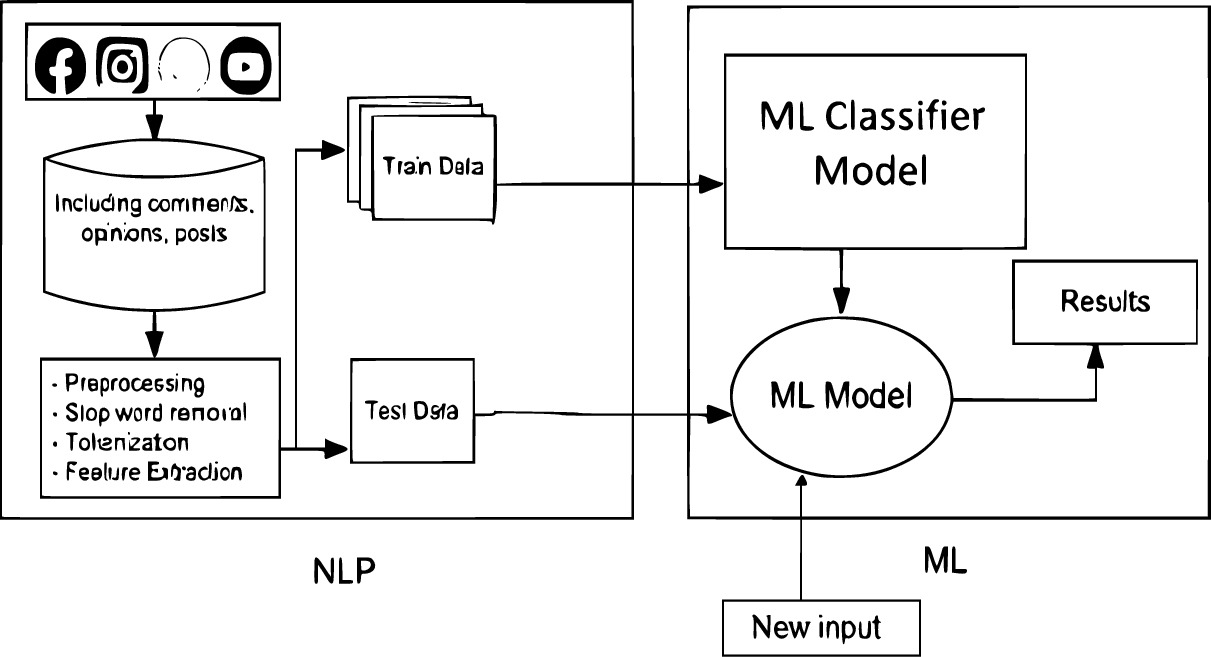 Including comments,
opinions, posts
· Preprocessing
· Stop word removal
· Tokenization
· Feature Extraction
Train Data
Test Data
NLP
ML Classifier
Model
ML Model
Results
ML
New input